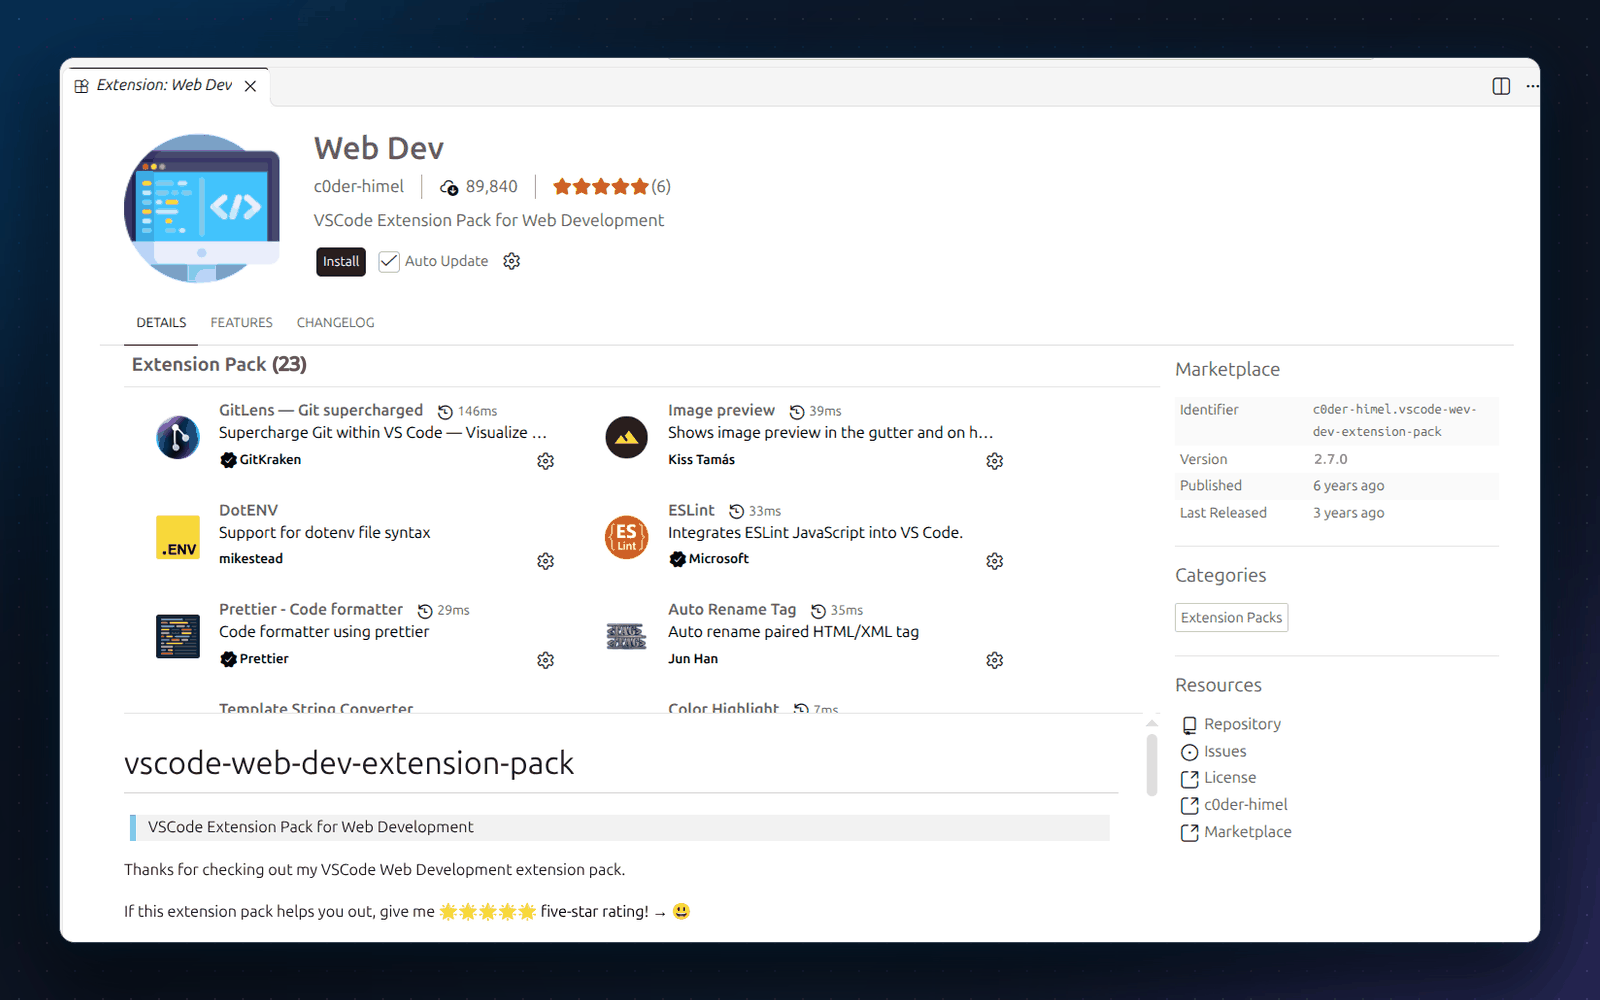 Extension: Web Dev
Web Dev
c0der-himel 89,840 (6)
VSCode Extension Pack for Web Development
Install Auto Update
DETAILS FEATURES CHANGELOG
Extension Pack (23)
GitLens — Git supercharged 146ms
Supercharge Git within VS Code — Visualize ...
GitKraken
Image preview 39ms
Shows image preview in the gutter and on h...
Kiss Tamás
.ENV
DotENV
Support for dotenv file syntax
mikestead
ES
Lint
ESLint 33ms
Integrates ESLint JavaScript into VS Code.
Microsoft
Prettier - Code formatter 29ms
Code formatter using prettier
Prettier
Auto Rename Tag 35ms
Auto rename paired HTML/XML tag
Jun Han
Template String Converter
Color Highlight 7ms
vscode-web-dev-extension-pack
VSCode Extension Pack for Web Development
Thanks for checking out my VSCode Web Development extension pack.
If this extension pack helps you out, give me 🌟🌟🌟🌟🌟 five-star rating! → 😃
Marketplace
Identifier c0der-himel.vscode-wev-
dev-extension-pack
Version 2.7.0
Published 6 years ago
Last Released 3 years ago
Categories
Extension Packs
Resources
Repository
Issues
License
c0der-himel
Marketplace